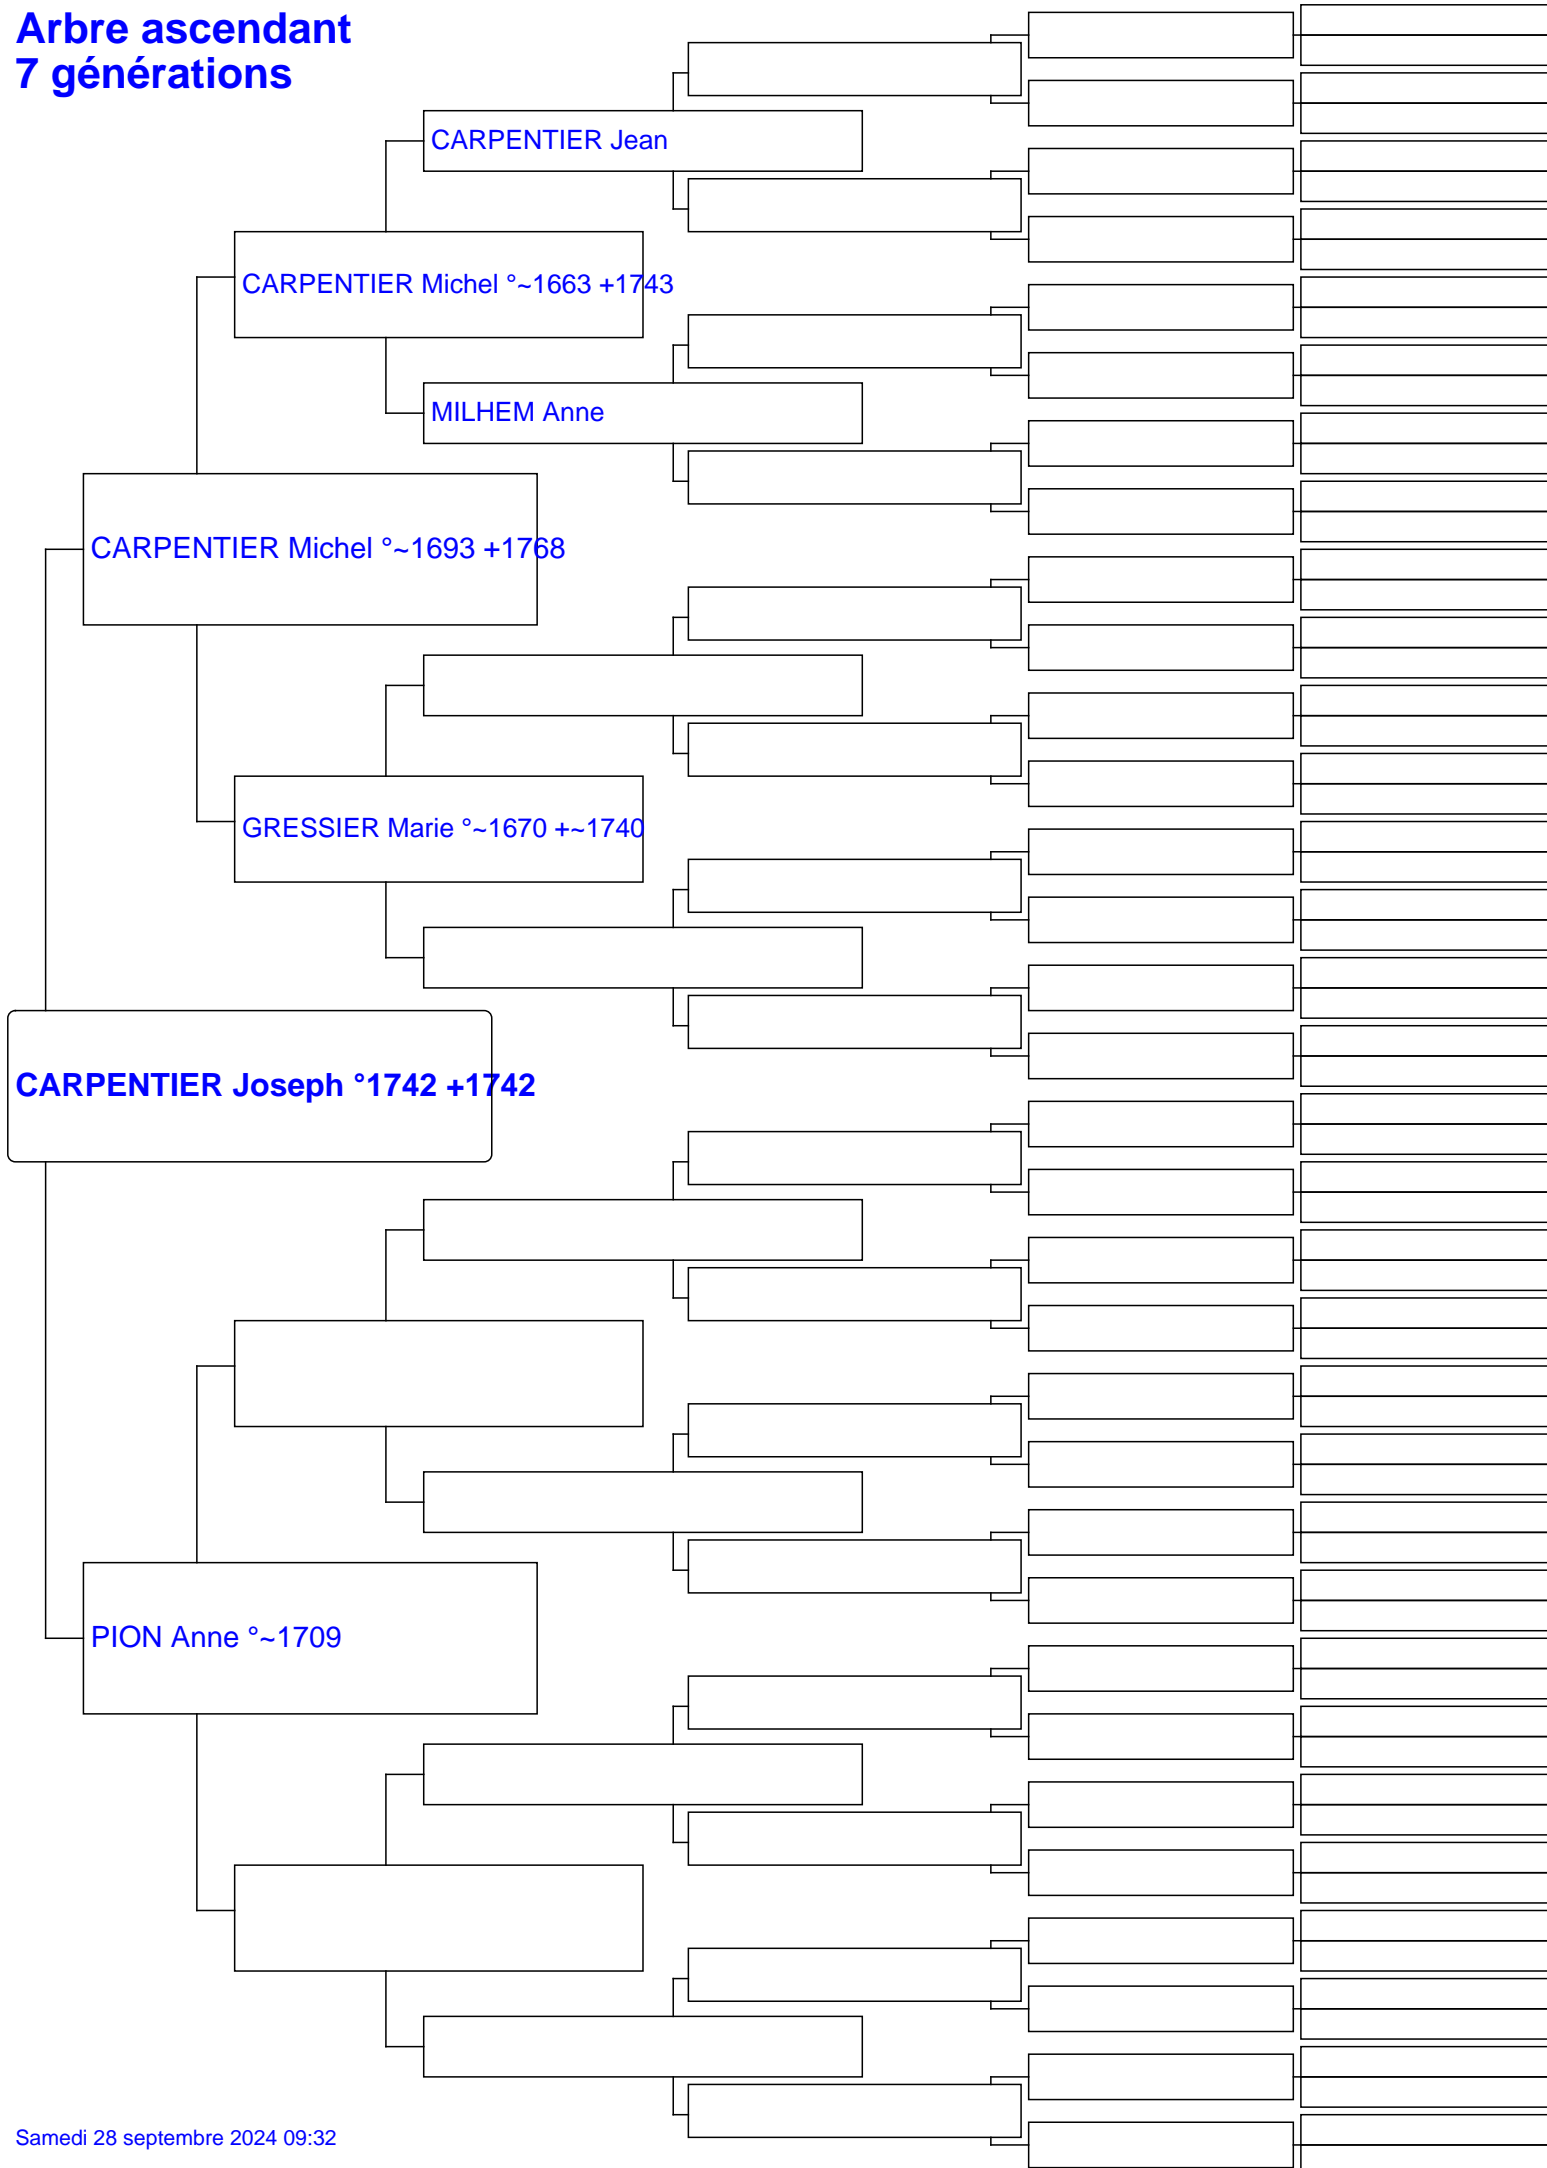 Arbre ascendant
7 générations
CARPENTIER Jean
CARPENTIER Michel °~1663 +1743
MILHEM Anne
CARPENTIER Michel °~1693 +1768
GRESSIER Marie °~1670 +~1740
CARPENTIER Joseph °1742 +1742
PION Anne °~1709
Samedi 28 septembre 2024 09:32